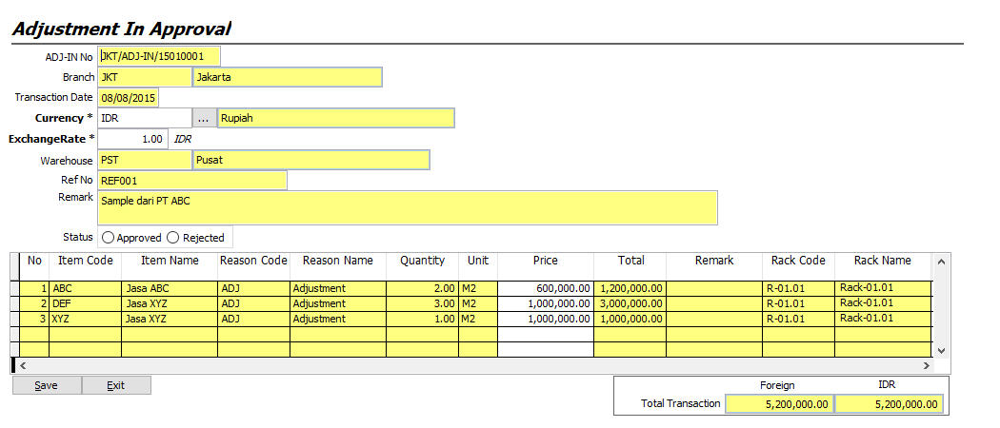 Adjustment In Approval
ADJ-IN No JKT/ADJ-IN/15010001
Branch JKT Jakarta
Transaction Date 08/08/2015
Currency * IDR ... Rupiah
ExchangeRate * 1.00 IDR
Warehouse PST Pusat
Ref No REF001
Remark Sample dari PT ABC
Status Approved Rejected
No Item Code Item Name Reason Code Reason Name Quantity Unit Price Total Remark Rack Code Rack Name
1 ABC Jasa ABC ADJ Adjustment 2.00 M2 600,000.00 1,200,000.00 R-01.01 Rack-01.01
2 DEF Jasa XYZ ADJ Adjustment 3.00 M2 1,000,000.00 3,000,000.00 R-01.01 Rack-01.01
3 XYZ Jasa XYZ ADJ Adjustment 1.00 M2 1,000,000.00 1,000,000.00 R-01.01 Rack-01.01
Save Exit
Foreign IDR
Total Transaction 5,200,000.00 5,200,000.00